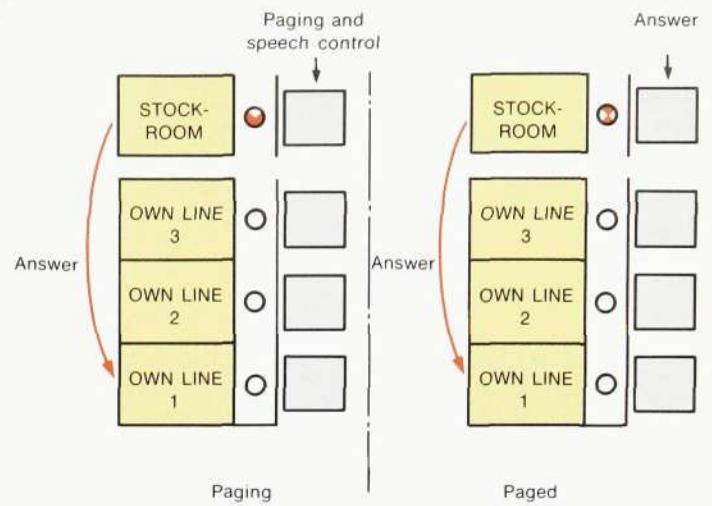 Paging and
speech control
STOCK-
ROOM
OWN LINE
3
Answer
OWN LINE
2
OWN LINE
1
Paging
Answer
STOCK-
ROOM
OWN LINE
3
Answer
OWN LINE
2
OWN LINE
1
Paged